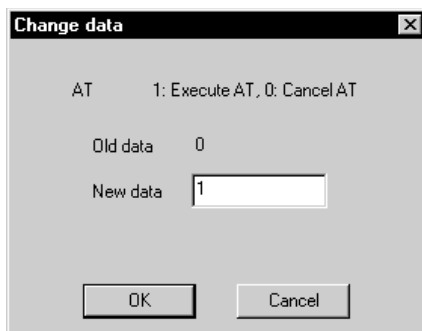 Change data
AT 1: Execute AT, 0: Cancel AT
Old data 0
New data 1
OK Cancel